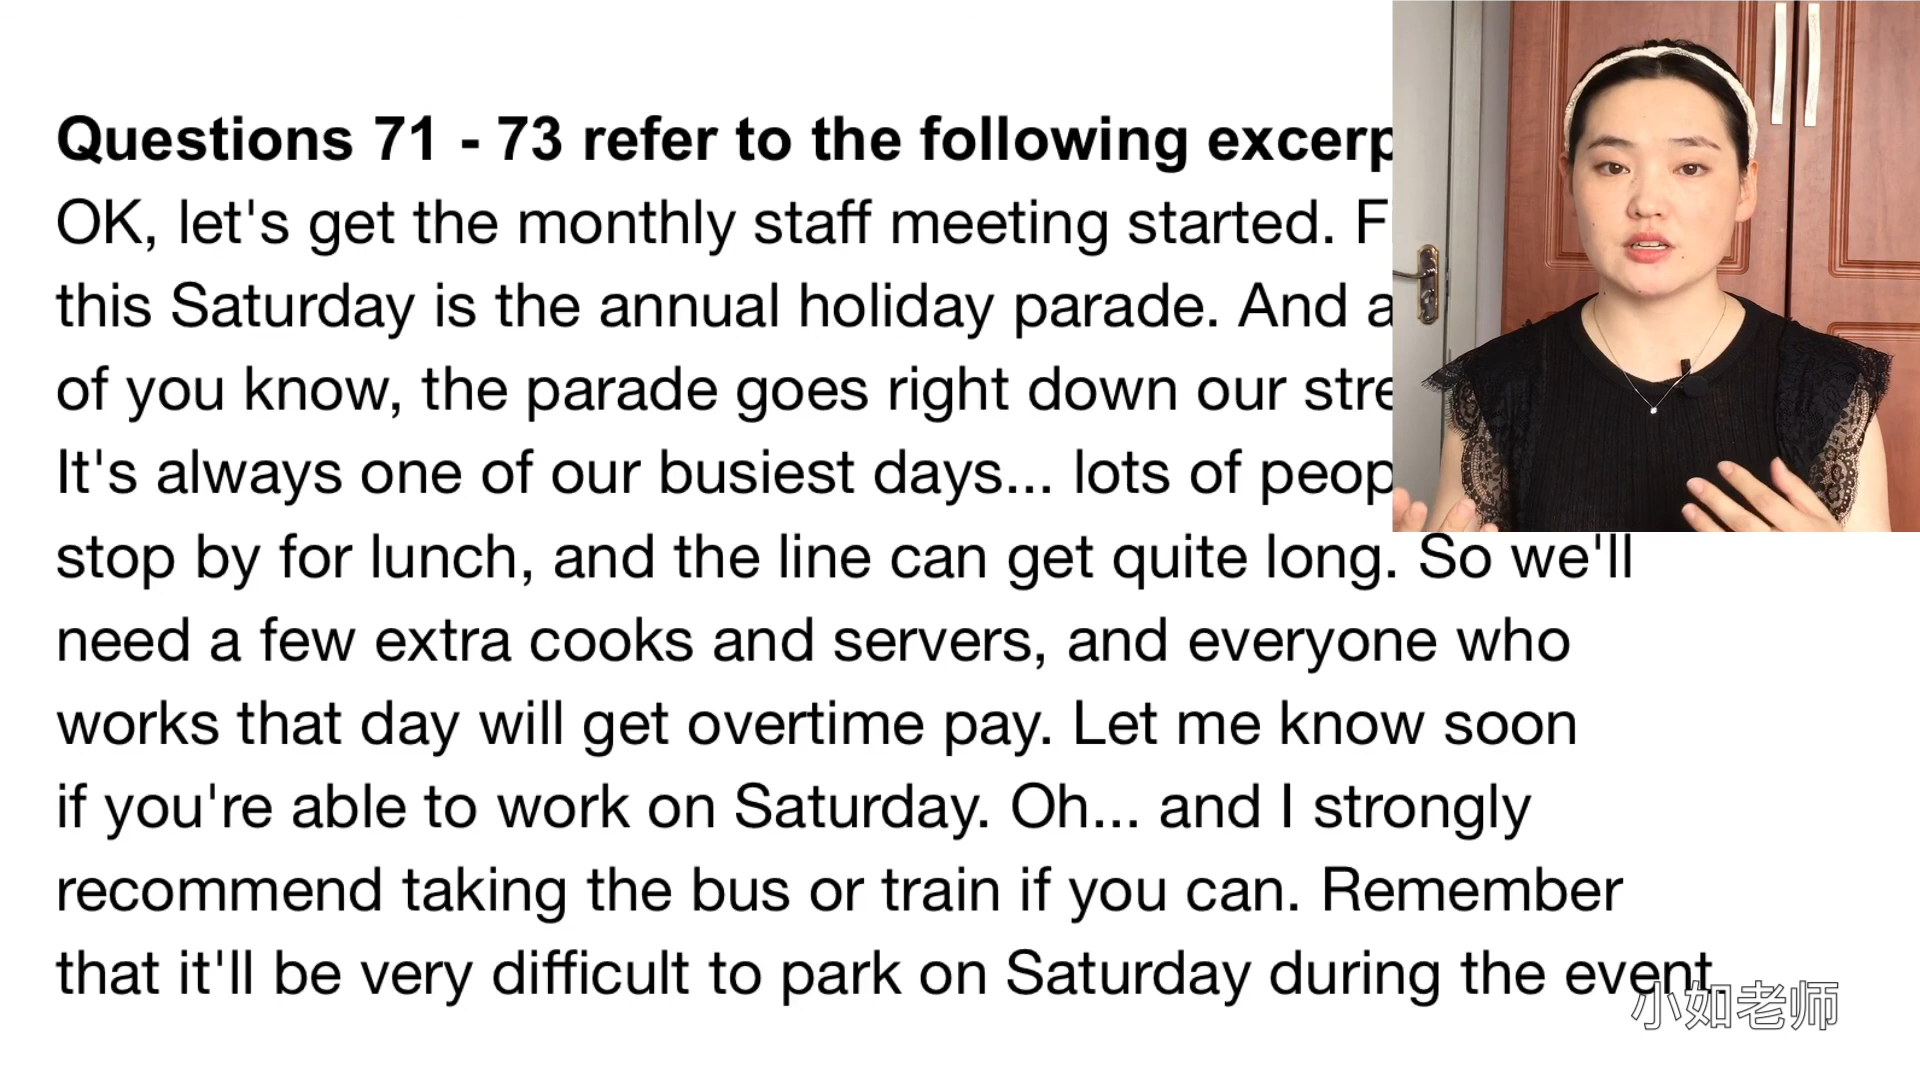 Questions 71 - 73 refer to the following
OK, let's get the monthly staff meeting started.
this Saturday is the annual holiday parade. And
of you know, the parade goes right down our
It's always one of our busiest days... lots of
stop by for lunch, and the line can get quite long. So we'll
need a few extra cooks and servers, and everyone who
works that day will get overtime pay. Let me know soon
if you're able to work on Saturday. Oh... and I strongly
recommend taking the bus or train if you can. Remember
that it'll be very difficult to park on Saturday during the event.
小如老师